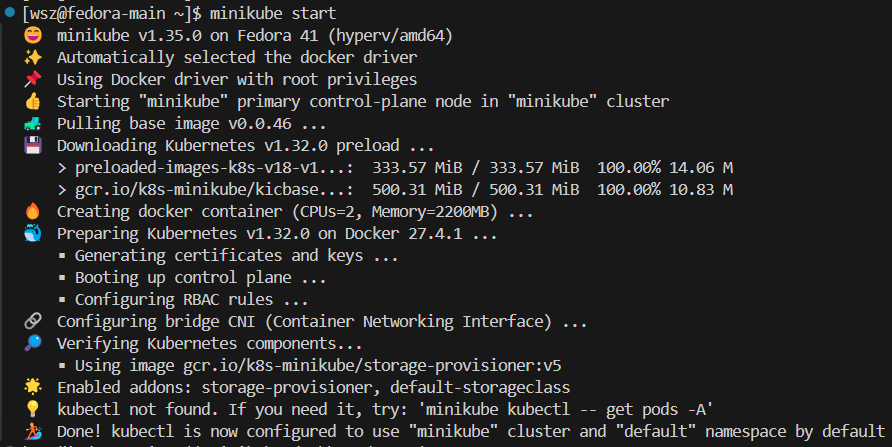 [wsz@fedora-main ~]$ minikube start
😄 minikube v1.35.0 on Fedora 41 (hyperv/amd64)
✨ Automatically selected the docker driver
📌 Using Docker driver with root privileges
👍 Starting "minikube" primary control-plane node in "minikube" cluster
🚜 Pulling base image v0.0.46 ...
💾 Downloading Kubernetes v1.32.0 preload ...
> preloaded-images-k8s-v18-v1...: 333.57 MiB / 333.57 MiB 100.00% 14.06 M
> gcr.io/k8s-minikube/kicbase...: 500.31 MiB / 500.31 MiB 100.00% 10.83 M
🔥 Creating docker container (CPUs=2, Memory=2200MB) ...
🐳 Preparing Kubernetes v1.32.0 on Docker 27.4.1 ...
▪ Generating certificates and keys ...
▪ Booting up control plane ...
▪ Configuring RBAC rules ...
🔗 Configuring bridge CNI (Container Networking Interface) ...
🔎 Verifying Kubernetes components...
▪ Using image gcr.io/k8s-minikube/storage-provisioner:v5
🌟 Enabled addons: storage-provisioner, default-storageclass
💡 kubectl not found. If you need it, try: 'minikube kubectl -- get pods -A'
🏄 Done! kubectl is now configured to use "minikube" cluster and "default" namespace by default